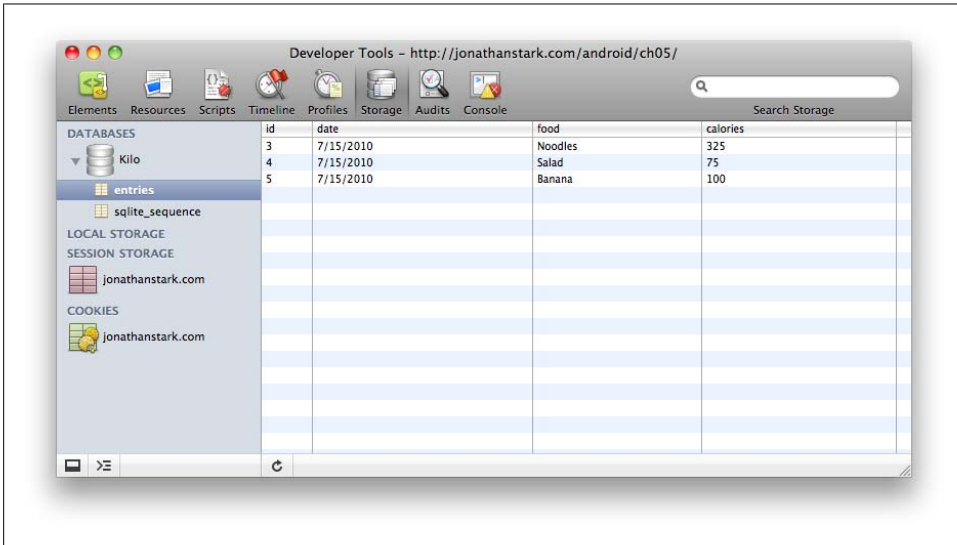 Developer Tools – http://jonathanstark.com/android/ch05/
Elements Resources Scripts Timeline Profiles Storage Audits Console Search Storage
DATABASES
Kilo
entries
sqlite_sequence
LOCAL STORAGE
SESSION STORAGE
jonathanstark.com
COOKIES
jonathanstark.com
id date food calories
3 7/15/2010 Noodles 325
4 7/15/2010 Salad 75
5 7/15/2010 Banana 100